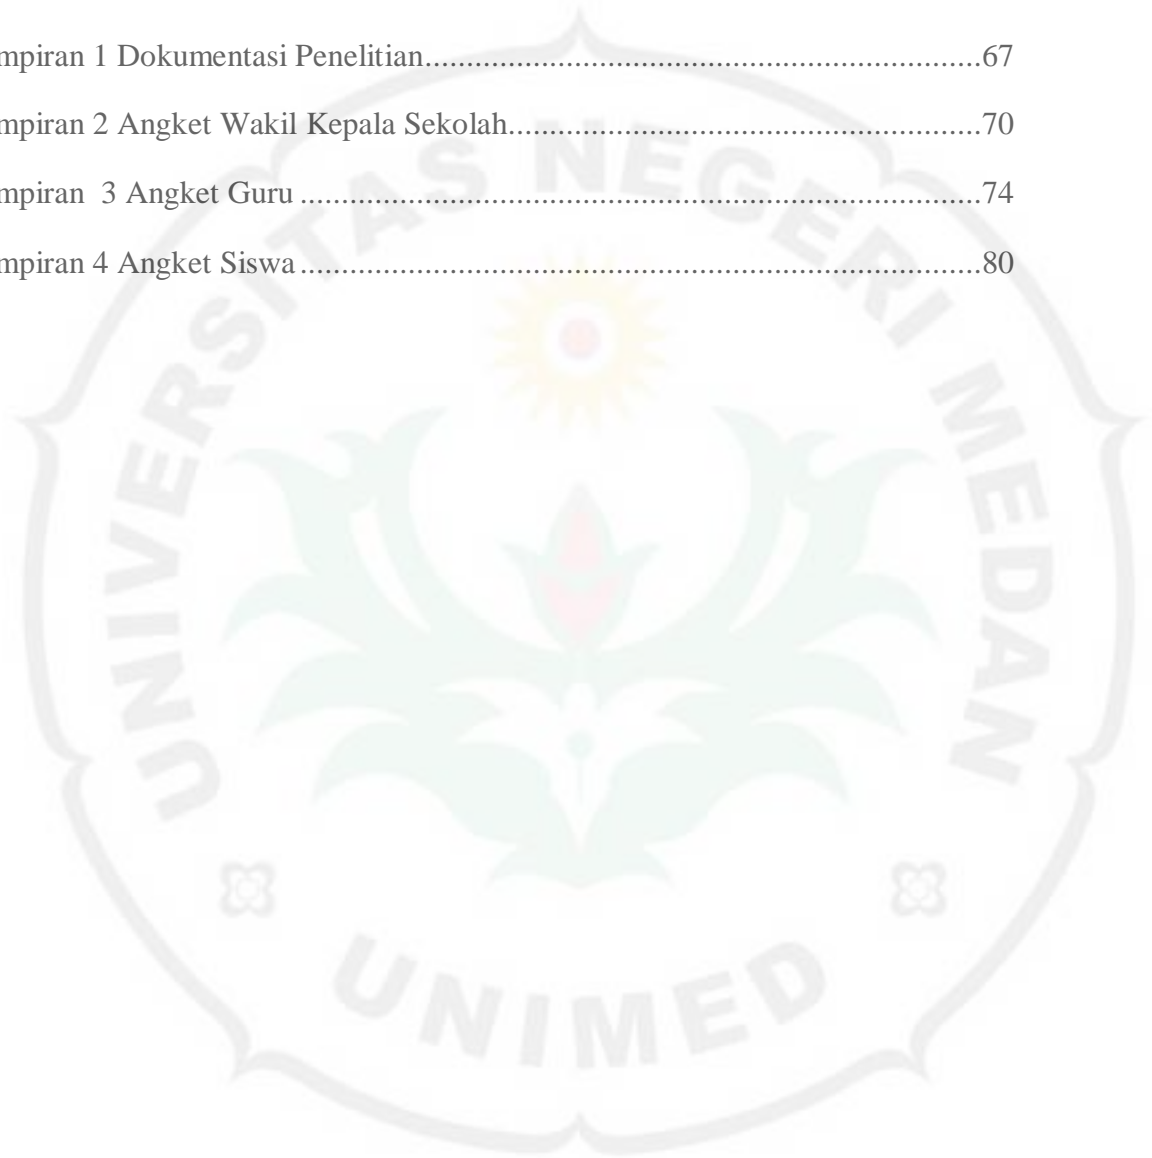 mpiran 1 Dokumentasi Penelitian....................................................................67
mpiran 2 Angket Wakil Kepala Sekolah..........................................................70
mpiran  3 Angket Guru ...................................................................................74
mpiran 4 Angket Siswa ...................................................................................80
UNIVERSITAS NEGERI MEDAN
UNIMED